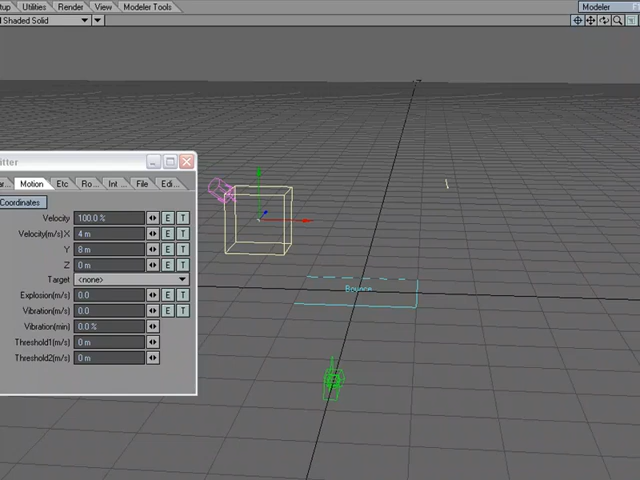 tup Utilities Render View Modeler Tools Modeler
Shaded Solid
itter
Motion Etc Ro... Int ... File Edi...
Coordinates
Velocity 100.0 % E T
Velocity(m/s)X 4 m E T
Y 8 m E T
Z 0 m E T
Target <none>
Explosion(m/s) 0.0 E T
Vibration(m/s) 0.0 E T
Vibration(min) 0.0 %
Threshold1(m/s) 0 m
Threshold2(m/s) 0 m
Bounce